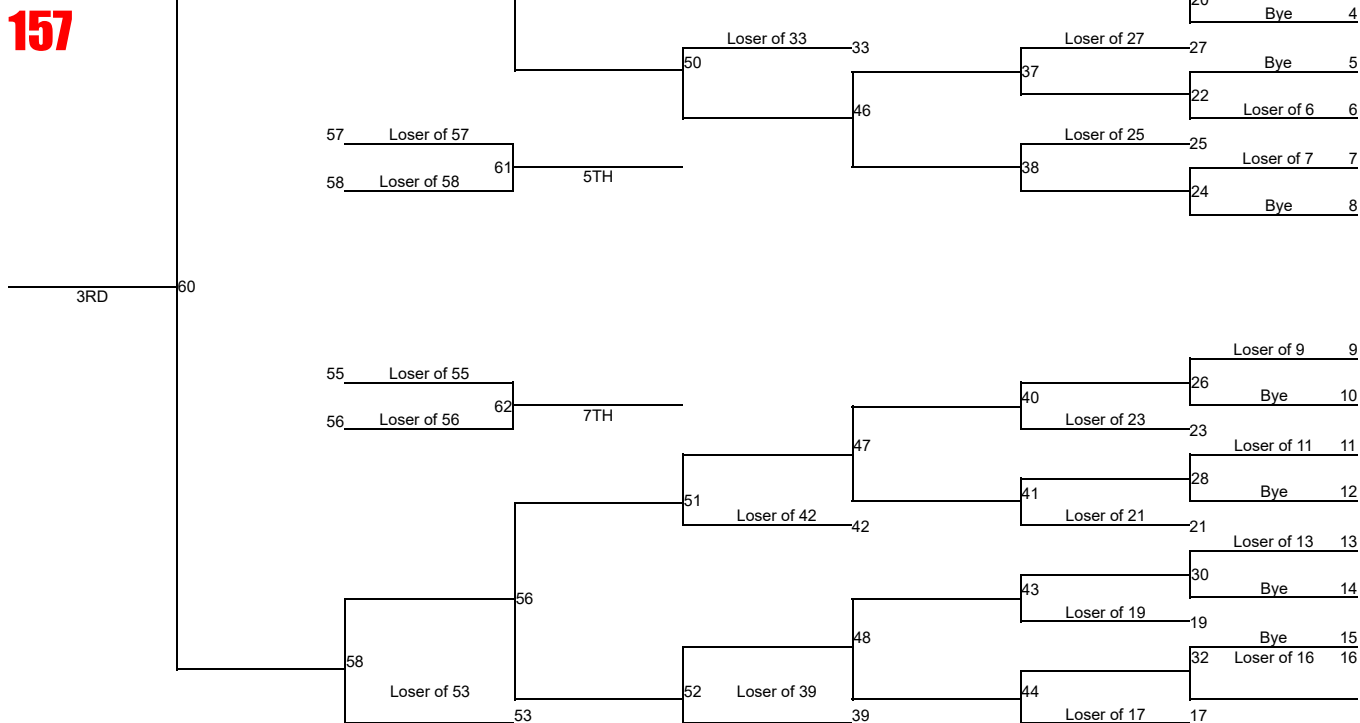 157
20
Bye 4
Loser of 33 33
Loser of 27 27
50
37
Bye 5
22
46
Loser of 6 6
57 Loser of 57
Loser of 25 25
61
5TH
38
Loser of 7 7
58 Loser of 58
24
Bye 8
60
3RD
Loser of 9 9
55 Loser of 55
26
40
Bye 10
62
7TH
56 Loser of 56
Loser of 23 23
47
Loser of 11 11
28
51
41
Bye 12
Loser of 42 42
Loser of 21 21
Loser of 13 13
30
43
Bye 14
56
Loser of 19 19
48
Bye 15
58
32 Loser of 16 16
Loser of 53 53
52 Loser of 39 39
44
Loser of 17 17